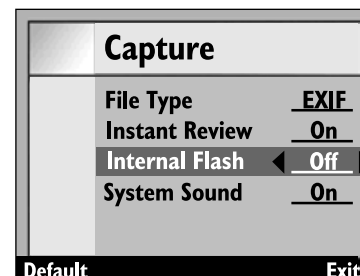 Capture
File Type EXIF
Instant Review On
Internal Flash Off
System Sound On
Default Exit